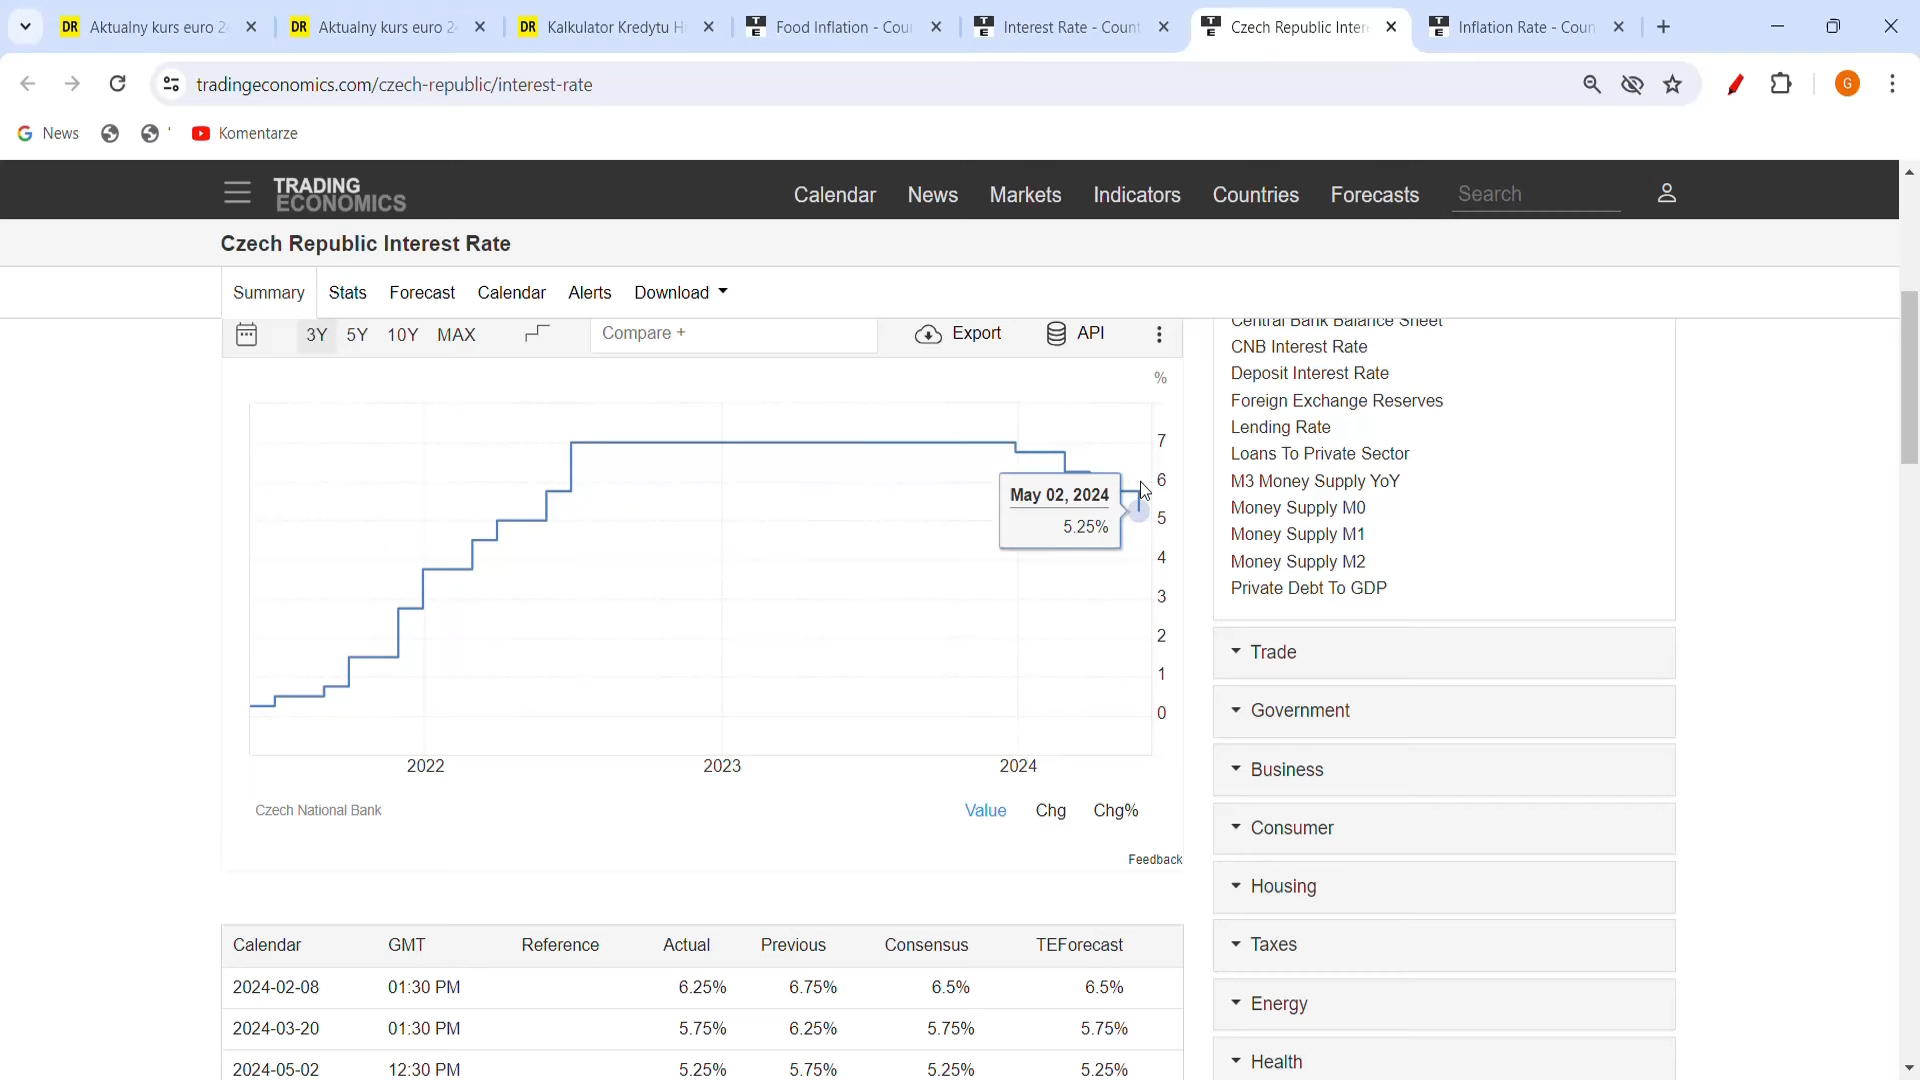 DR Aktualny kurs euro 2
DR Aktualny kurs euro 2
DR Kalkulator Kredytu H
TE Food Inflation - Cou
TE Interest Rate - Count
TE Czech Republic Inter
TE Inflation Rate - Coun
tradingeconomics.com/czech-republic/interest-rate
G
G News
Komentarze
TRADING ECONOMICS
Calendar News Markets Indicators Countries Forecasts Search
Czech Republic Interest Rate
Summary Stats Forecast Calendar Alerts Download
3Y 5Y 10Y MAX Compare + Export API
%
7
6
5
4
3
2
1
0
May 02, 2024
5.25%
2022 2023 2024
Czech National Bank Value Chg Chg%
Feedback
Calendar GMT Reference Actual Previous Consensus TEForecast
2024-02-08 01:30 PM 6.25% 6.75% 6.5% 6.5%
2024-03-20 01:30 PM 5.75% 6.25% 5.75% 5.75%
2024-05-02 12:30 PM 5.25% 5.75% 5.25% 5.25%
Central Bank Balance Sheet
CNB Interest Rate
Deposit Interest Rate
Foreign Exchange Reserves
Lending Rate
Loans To Private Sector
M3 Money Supply YoY
Money Supply M0
Money Supply M1
Money Supply M2
Private Debt To GDP
Trade
Government
Business
Consumer
Housing
Taxes
Energy
Health